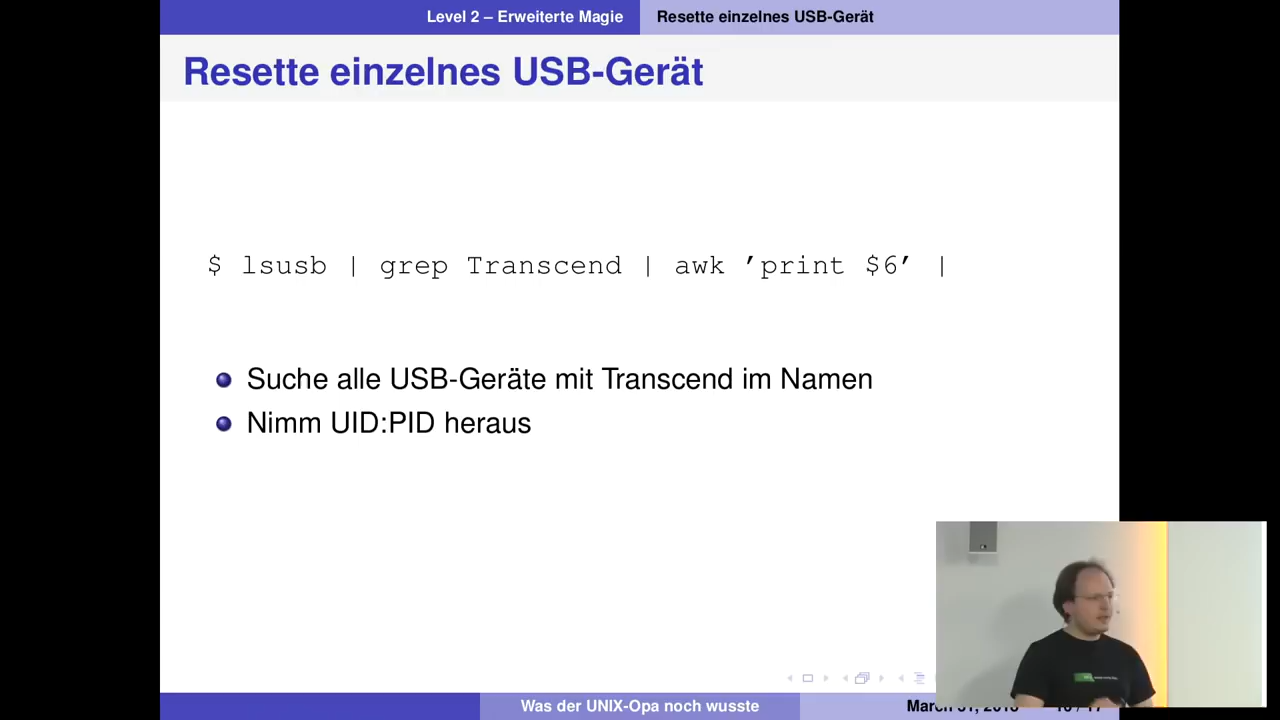 Level 2 – Erweiterte Magie
Resette einzelnes USB-Gerät
Resette einzelnes USB-Gerät
$ lsusb | grep Transcend | awk ’print $6’ |
Suche alle USB-Geräte mit Transcend im Namen
Nimm UID:PID heraus
Was der UNIX-Opa noch wusste